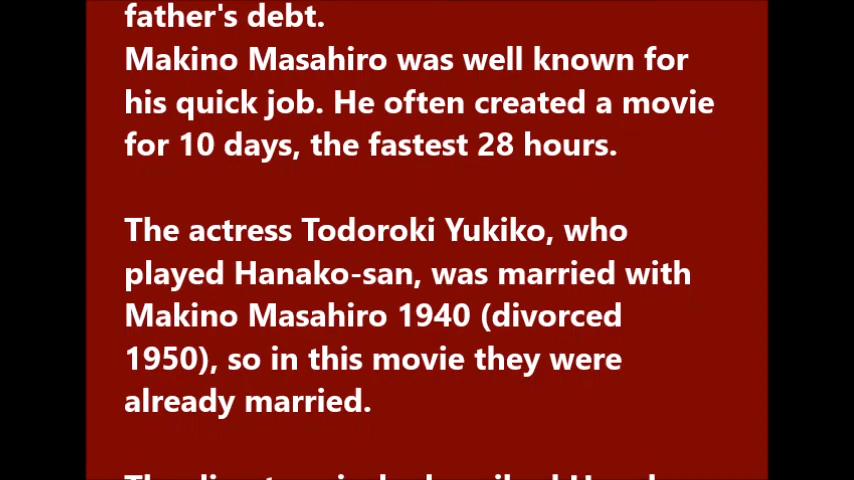 father's debt.
Makino Masahiro was well known for
his quick job. He often created a movie
for 10 days, the fastest 28 hours.
The actress Todoroki Yukiko, who
played Hanako-san, was married with
Makino Masahiro 1940 (divorced
1950), so in this movie they were
already married.